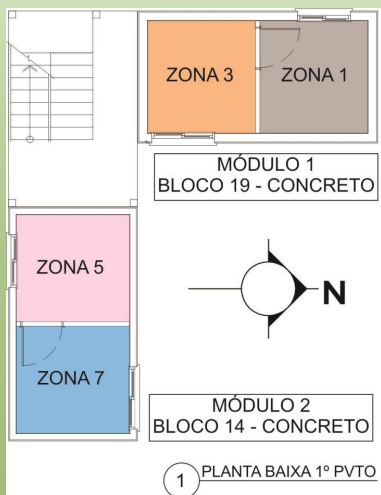 ZONA 3 ZONA 1
MÓDULO 1
BLOCO 19 - CONCRETO
ZONA 5
N
ZONA 7
MÓDULO 2
BLOCO 14 - CONCRETO
1 PLANTA BAIXA 1º PVTO